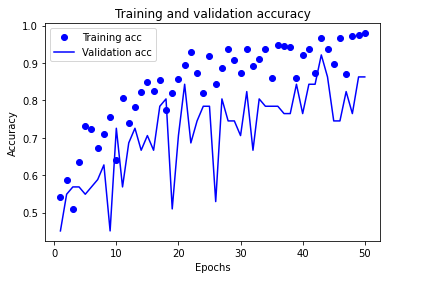 Training and validation accuracy
Training acc
Validation acc
Accuracy
1.0
0.9
0.8
0.7
0.6
0.5
0 10 20 30 40 50
Epochs